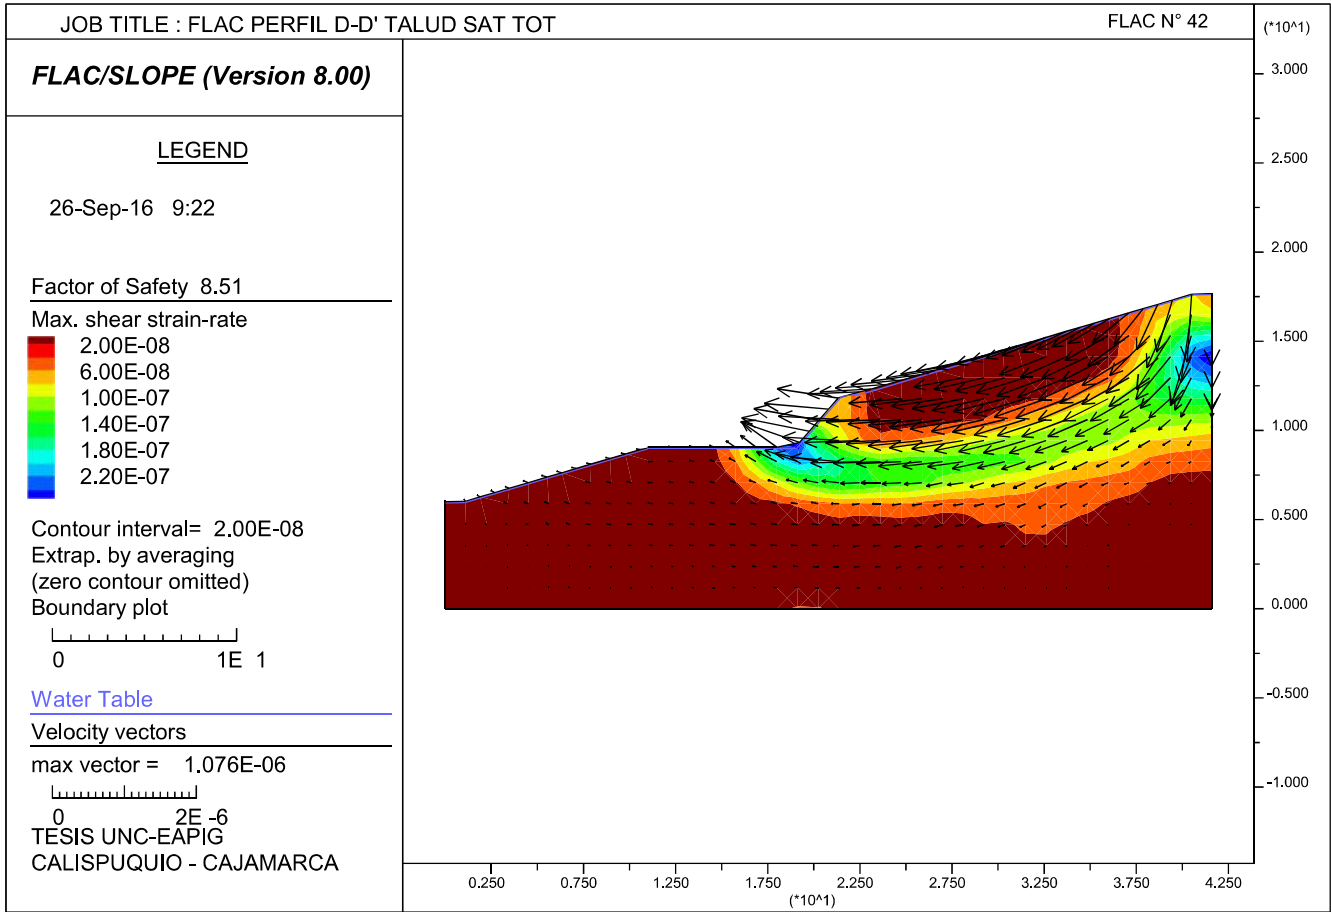 JOB TITLE : FLAC PERFIL D-D' TALUD SAT TOT
FLAC N° 42
(*10^1)
FLAC/SLOPE (Version 8.00)
LEGEND
26-Sep-16 9:22
Factor of Safety 8.51
Max. shear strain-rate
2.00E-08
6.00E-08
1.00E-07
1.40E-07
1.80E-07
2.20E-07
Contour interval= 2.00E-08
Extrap. by averaging
(zero contour omitted)
Boundary plot
0 1E 1
Water Table
Velocity vectors
max vector = 1.076E-06
0 2E -6
TESIS UNC-EAPIG
CALISPUQUIO - CAJAMARCA
3.000
2.500
2.000
1.500
1.000
0.500
0.000
-0.500
-1.000
0.250 0.750 1.250 1.750 2.250 2.750 3.250 3.750 4.250
(*10^1)